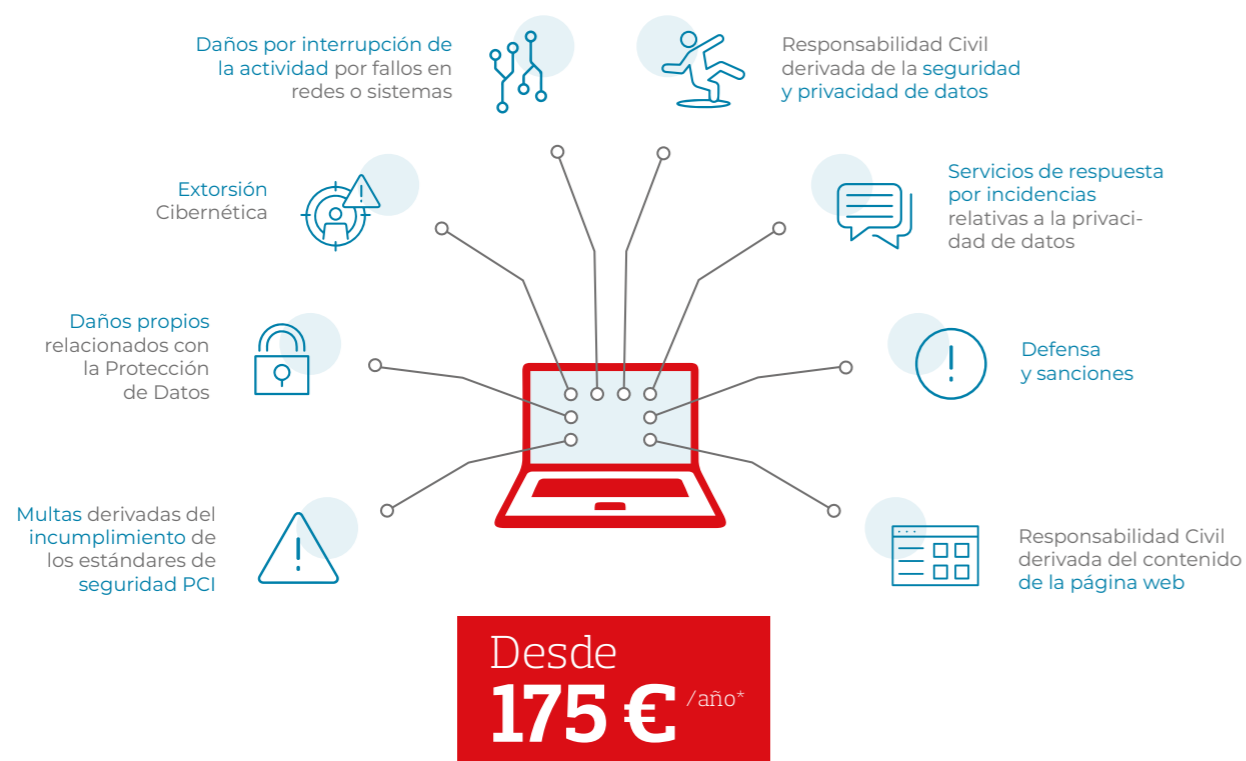 Daños por interrupción de
la actividad por fallos en
redes o sistemas
Responsabilidad Civil
derivada de la seguridad
y privacidad de datos
Extorsión
Cibernética
Servicios de respuesta
por incidencias
relativas a la privaci-
dad de datos
Daños propios
relacionados con
la Protección
de Datos
Defensa
y sanciones
Multas derivadas del
incumplimiento de
los estándares de
seguridad PCI
Responsabilidad Civil
derivada del contenido
de la página web
Desde
175 € /año*